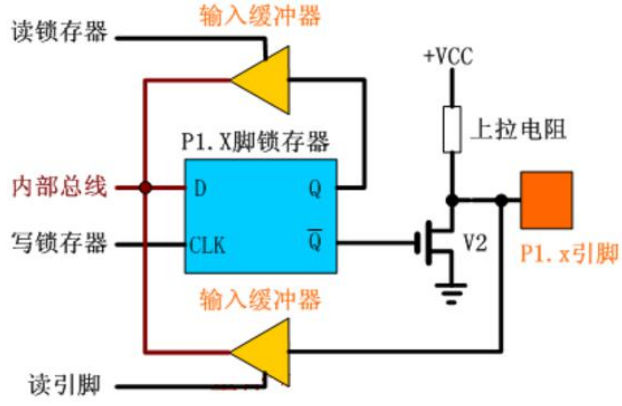 输入缓冲器
读锁存器
+VCC
上拉电阻
P1.X脚锁存器
内部总线
D
Q
写锁存器
CLK
Q̅
V2
P1.x引脚
输入缓冲器
读引脚